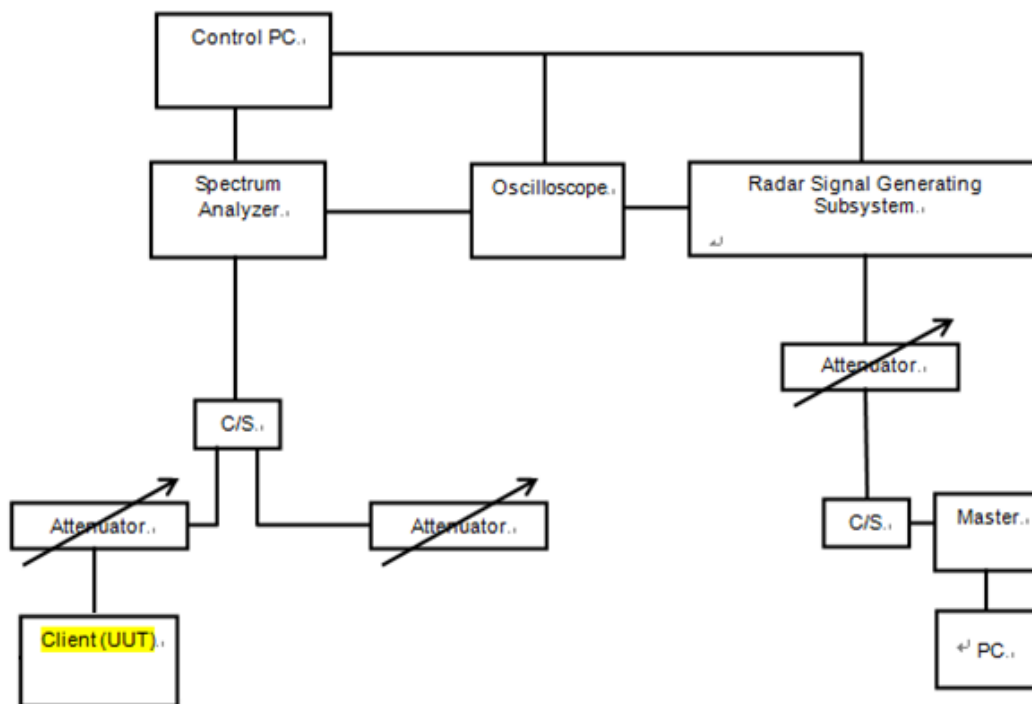 Control PC.
Spectrum
Analyzer.
Oscilloscope.
Radar Signal Generating
Subsystem.
Attenuator.
C/S.
Attenuator.
Attenuator.
C/S.
Master.
Client (UUT).
PC.